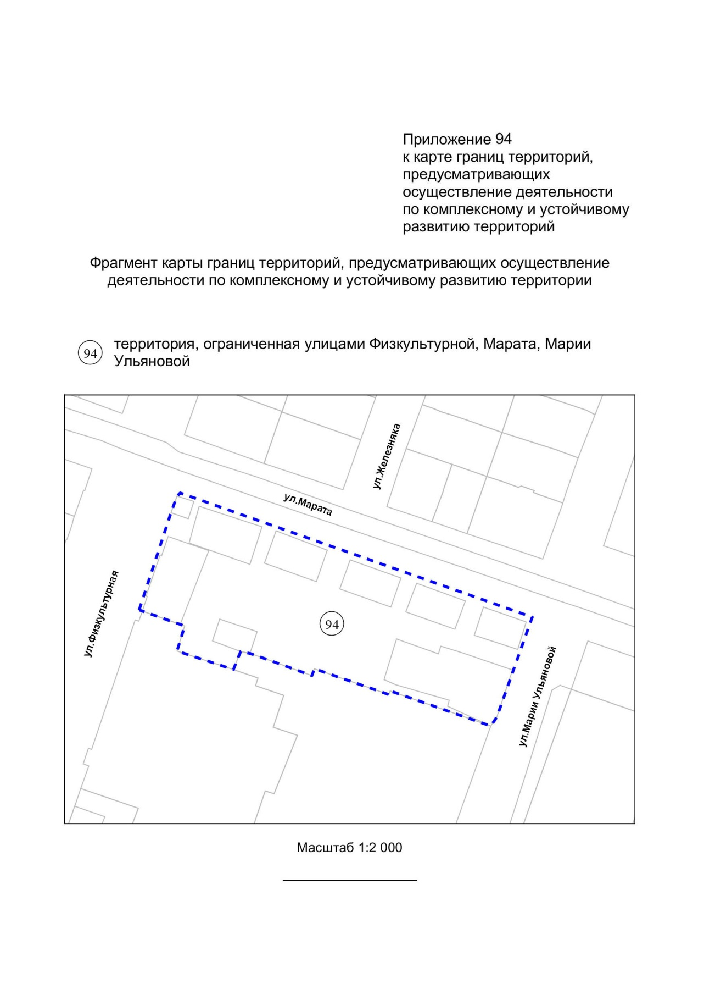 Приложение 94
к карте границ территорий,
предусматривающих
осуществление деятельности
по комплексному и устойчивому
развитию территорий
Фрагмент карты границ территорий, предусматривающих осуществление
деятельности по комплексному и устойчивому развитию территории
94
территория, ограниченная улицами Физкультурной, Марата, Марии
Ульяновой
ул.Железняка
ул.Марата
ул.Физкультурная
94
ул.Марии Ульяновой
Масштаб 1:2 000